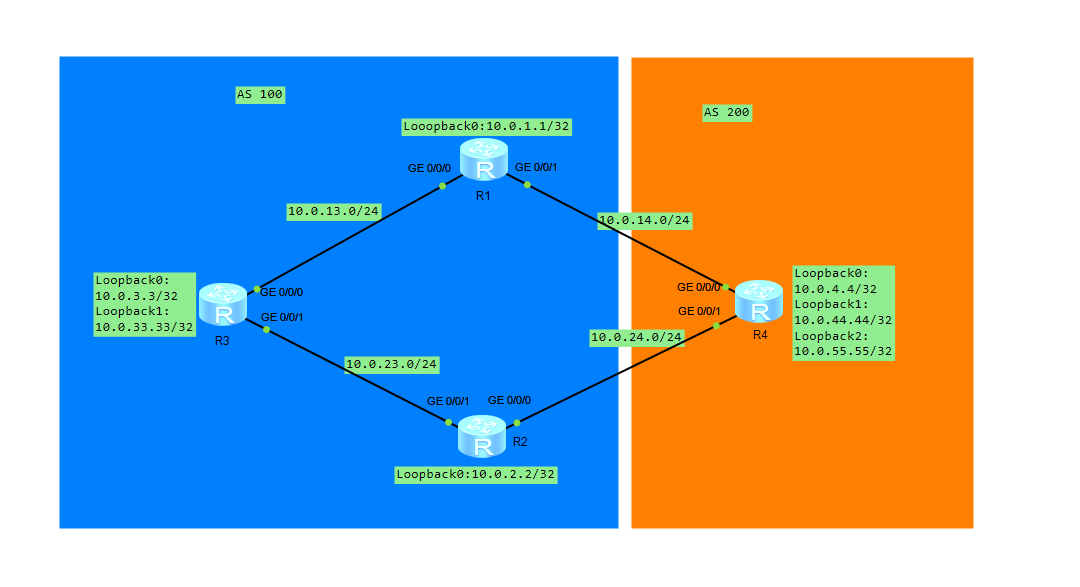 AS 100
AS 200
Looopback0:10.0.1.1/32
GE 0/0/0
GE 0/0/1
R
R1
10.0.13.0/24
10.0.14.0/24
Loopback0:
10.0.3.3/32
Loopback1:
10.0.33.33/32
R
GE 0/0/0
GE 0/0/1
R3
GE 0/0/0
GE 0/0/1
R
R4
Loopback0:
10.0.4.4/32
Loopback1:
10.0.44.44/32
Loopback2:
10.0.55.55/32
10.0.23.0/24
10.0.24.0/24
GE 0/0/1
GE 0/0/0
R
R2
Loopback0:10.0.2.2/32